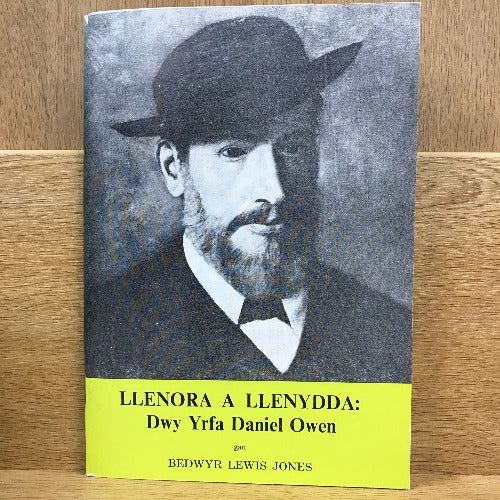 LLENORA A LLENYDDA:
Dwy Yrfa Daniel Owen
gan
BEDWYR LEWIS JONES